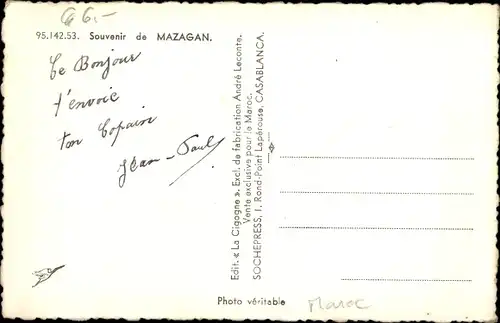 66.-
95.142.53. Souvenir de MAZAGAN.
Le Bonjour
t'envoie
ton Copain
Jean-Paul
Edit. « La Cigogne ». Excl. de fabrication André Leconte.
Vente exclusive pour le Maroc.
SOCHEPRESS, 1, Rond-Point Lapérouse, CASABLANCA.
Photo véritable
Maroc